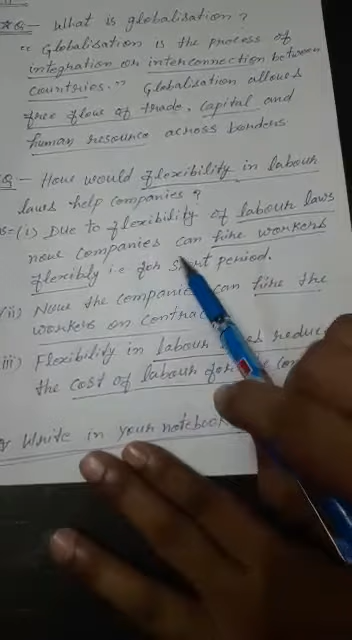 Q - What is globalisation?
"Globalisation is the process of
integration or interconnection between
countries." Globalisation allows
free flow of trade, capital and
human resource across borders.
Q - How would flexibility in labour
laws help companies?
s=(i) Due to flexibility of labour laws
now companies can hire workers
flexibly i.e for short period.
(ii) Now the companies can hire the
workers on contract
iii) Flexibility in labour reduce
the cost of labour for the
Write in your notebook